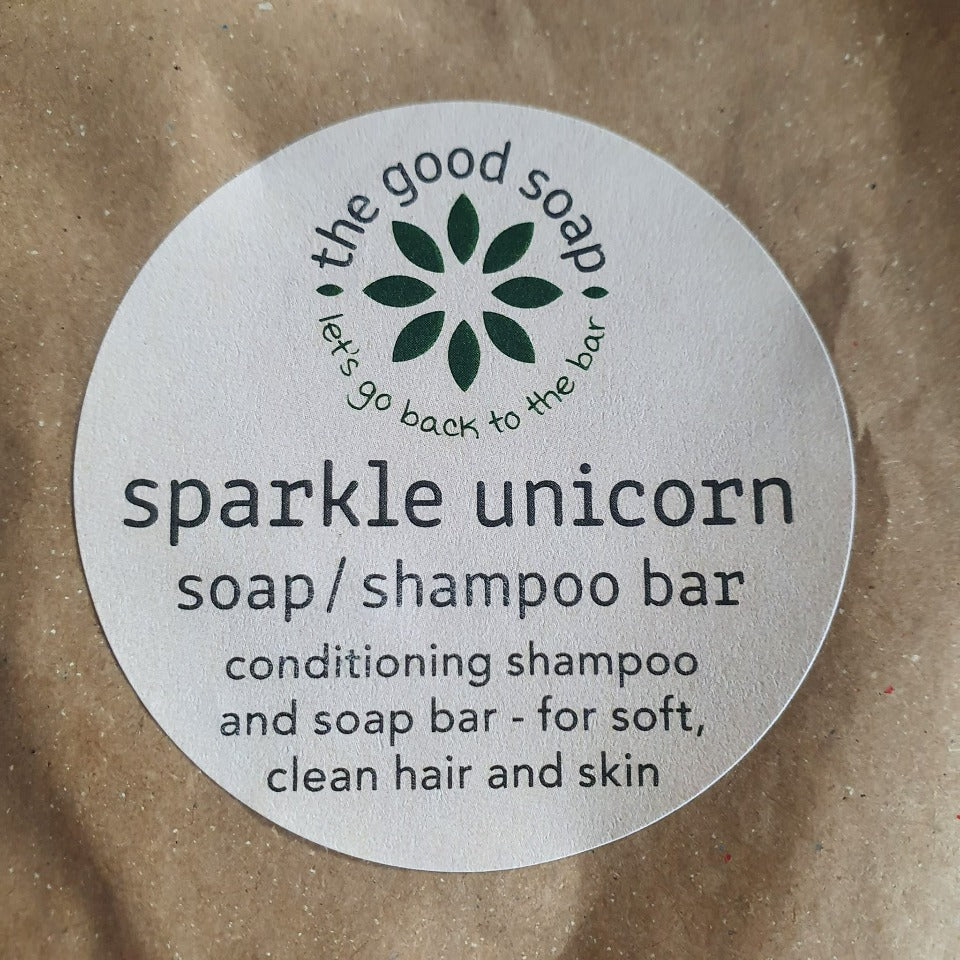 the good soap
let's go back to the bar
sparkle unicorn
soap/shampoo bar
conditioning shampoo
and soap bar - for soft,
clean hair and skin